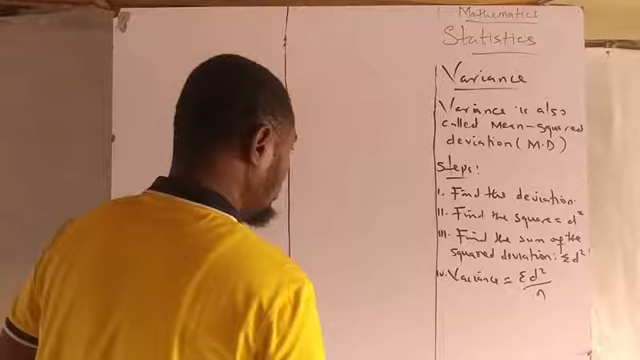 Mathematics
Statistics
Variance
Variance is also
called Mean-squared
deviation (M.D)
Steps:
I. Find the deviation.
II. Find the square = d²
III. Find the sum of the
squared deviation: Σd²
IV. Variance = Σd²
n